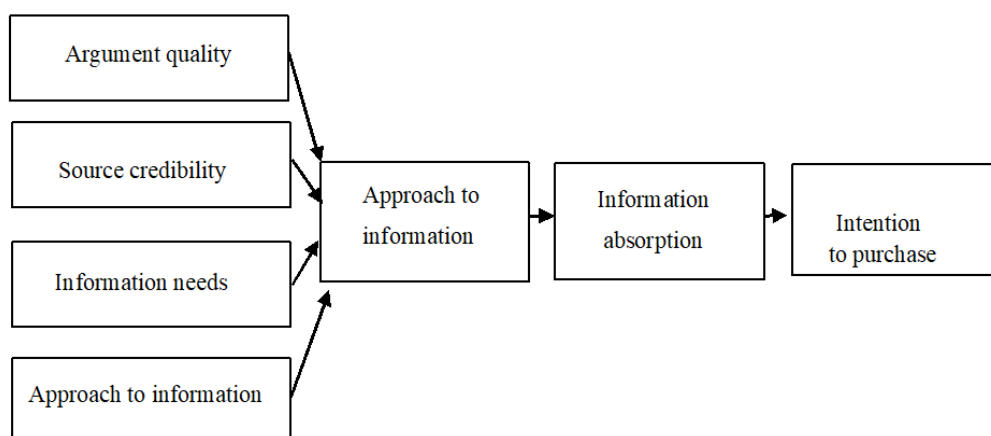 Argument quality
Source credibility
Information needs
Approach to information
Approach to
information
Information
absorption
Intention
to purchase